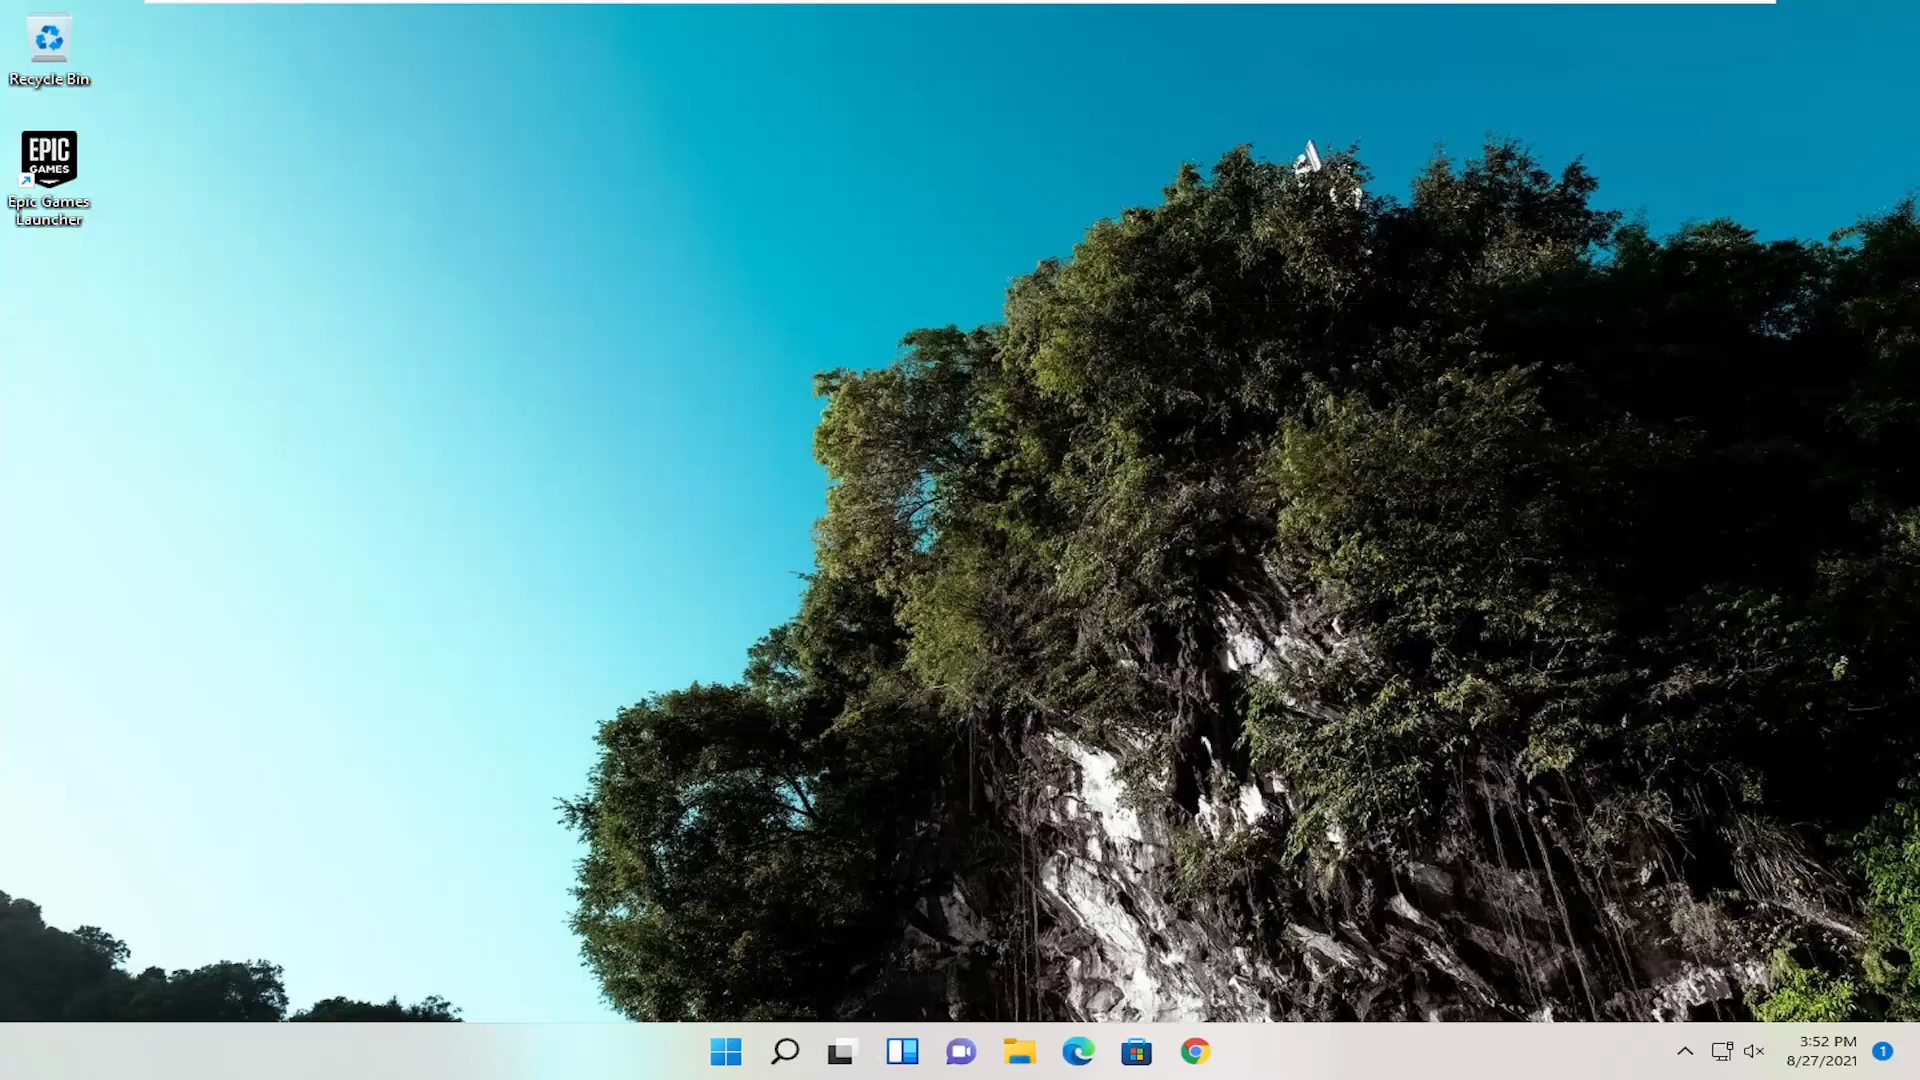 Recycle Bin
EPIC
GAMES
Epic Games
Launcher
3:52 PM
8/27/2021
1